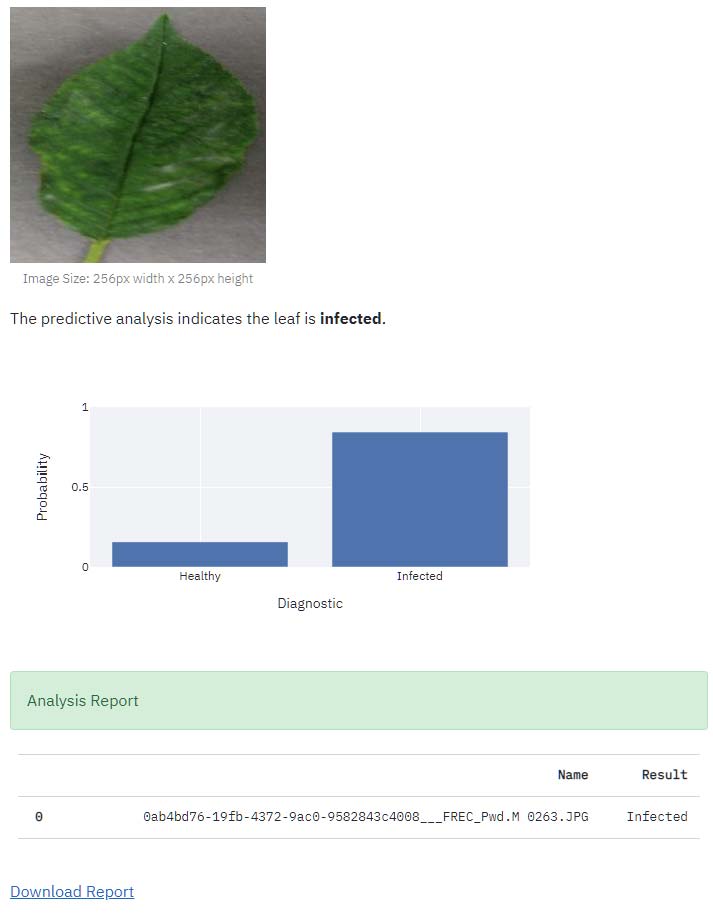 Image Size: 256px width x 256px height
The predictive analysis indicates the leaf is infected.
1
0.5
0
Probability
Healthy
Infected
Diagnostic
Analysis Report
Name Result
0 0ab4bd76-19fb-4372-9ac0-9582843c4008___FREC_Pwd.M 0263.JPG Infected
Download Report